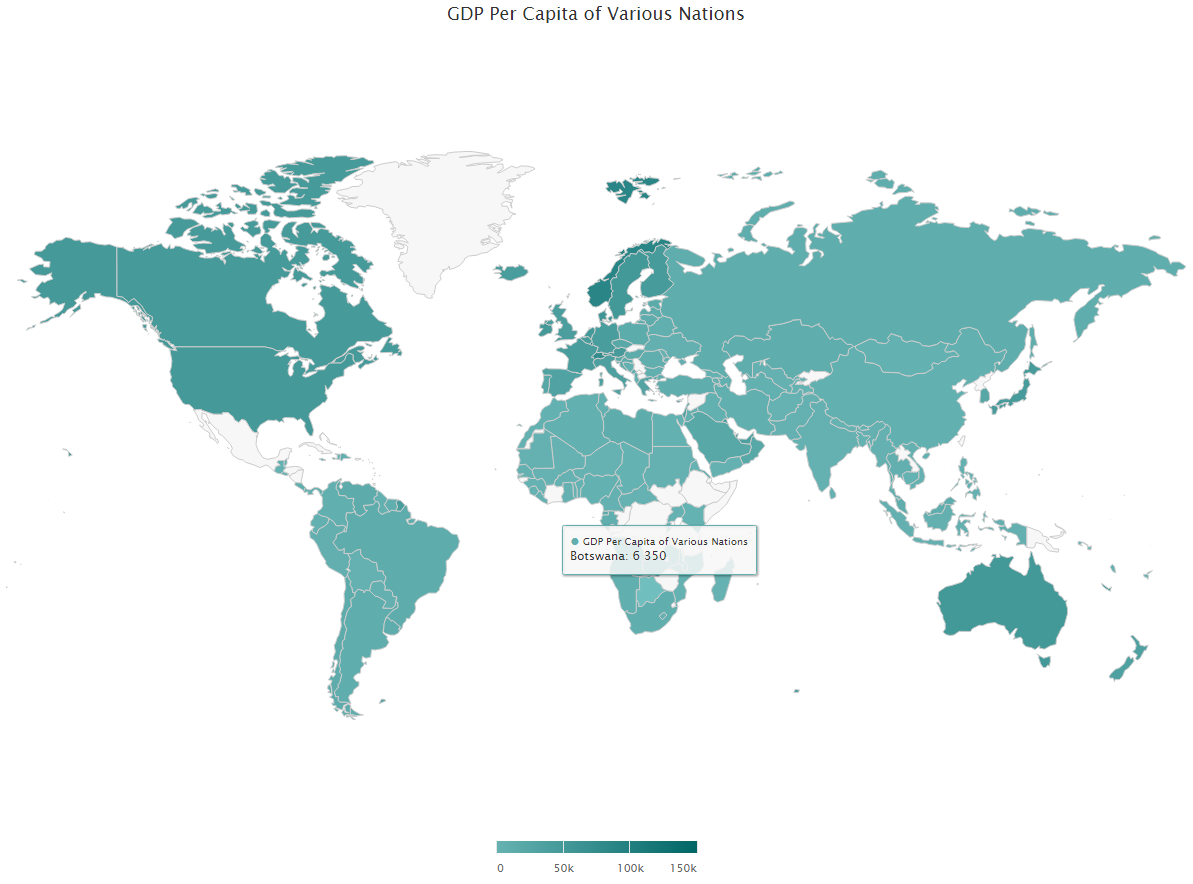 GDP Per Capita of Various Nations
● GDP Per Capita of Various Nations
Botswana: 6 350
0 50k 100k 150k